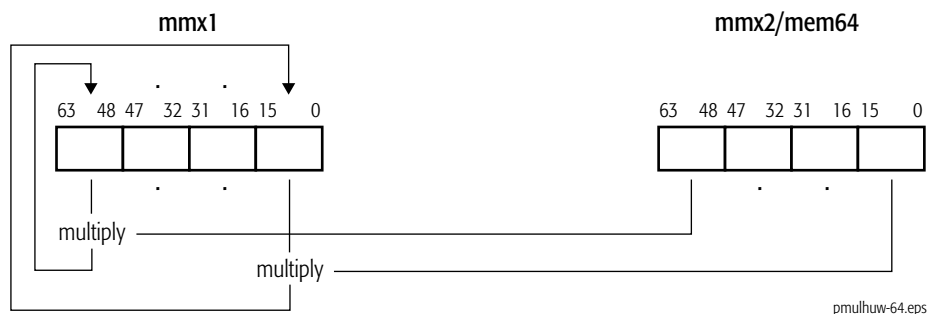 mmx1 mmx2/mem64
. .
63 48 47 32 31 16 15 0 63 48 47 32 31 16 15 0
. . . .
multiply
multiply
pmulhuw-64.eps